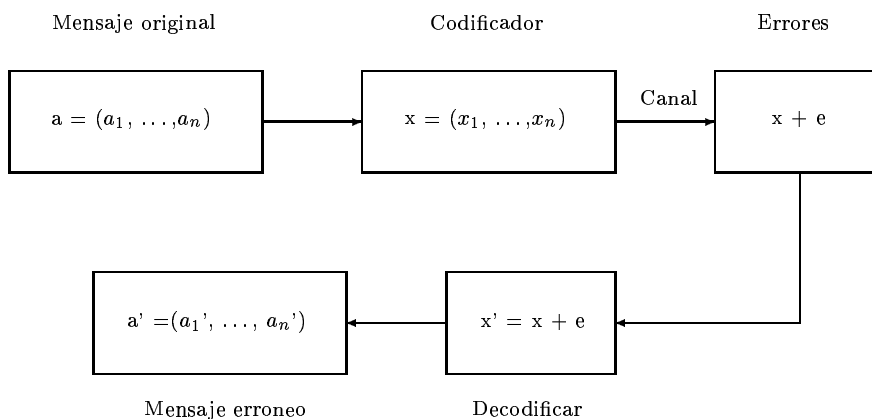 Mensaje original
Codificador
Errores
a = (a₁, …,aₙ)
x = (x₁, …,xₙ)
Canal
x + e
a' =(a₁', …, aₙ')
x' = x + e
Mensaje erroneo
Decodificar